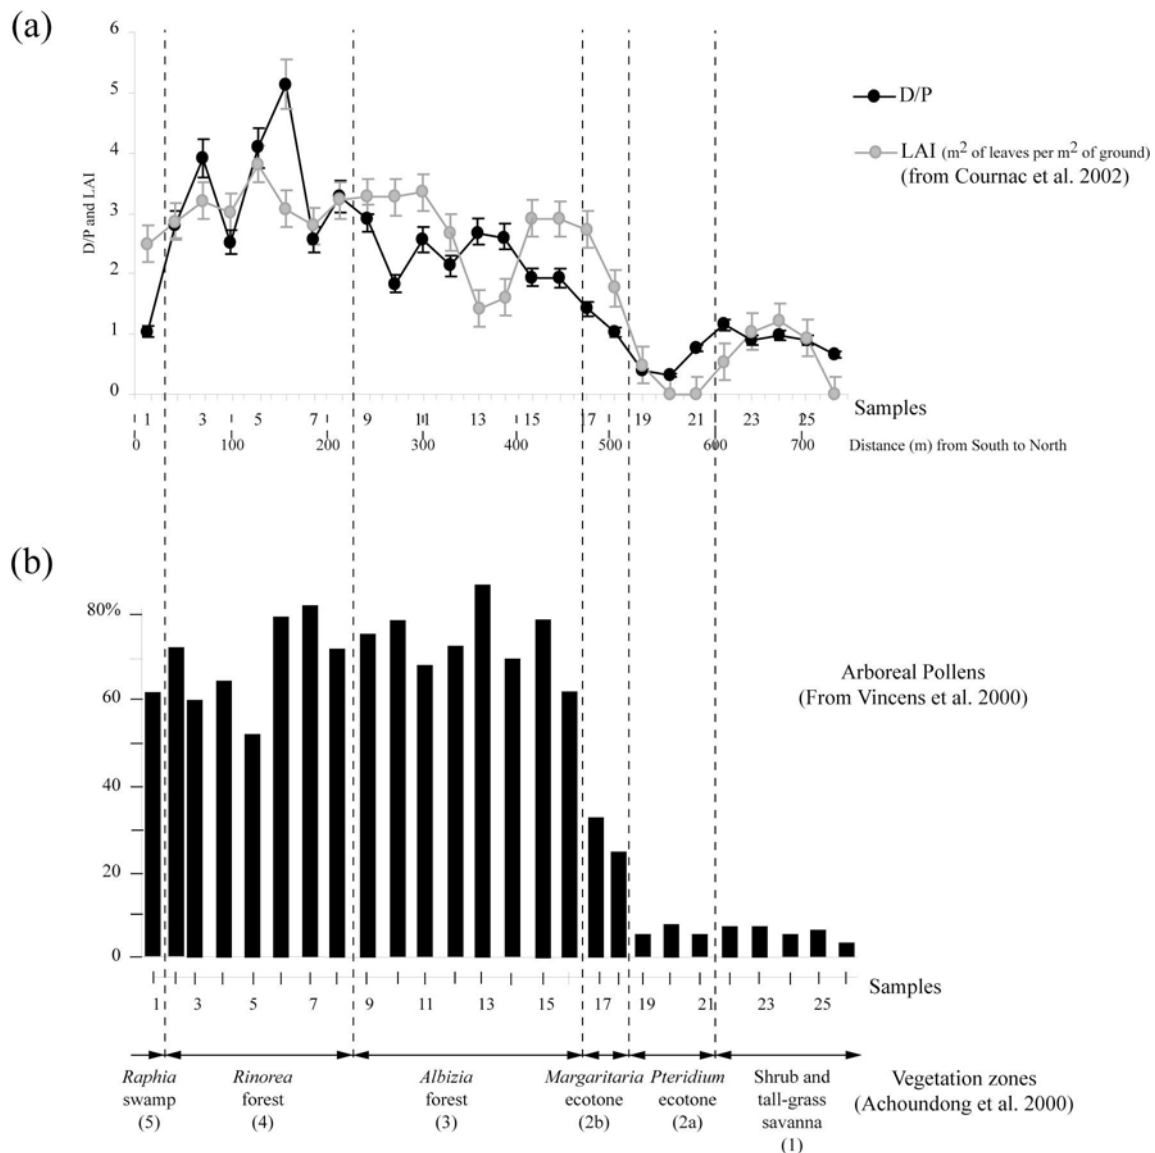 (a)
6
5
4
3
2
1
0
D/P and LAI
D/P
LAI (m² of leaves per m² of ground)
(from Cournac et al. 2002)
1 3 5 7 9 11 13 15 17 19 21 23 25 Samples
0 100 200 300 400 500 600 700 Distance (m) from South to North
(b)
80%
60
40
20
0
Arboreal Pollens
(From Vincens et al. 2000)
1 3 5 7 9 11 13 15 17 19 21 23 25 Samples
Raphia
swamp
(5)
Rinorea
forest
(4)
Albizia
forest
(3)
Margaritaria
ecotone
(2b)
Pteridium
ecotone
(2a)
Shrub and
tall-grass
savanna
(1)
Vegetation zones
(Achoundong et al. 2000)